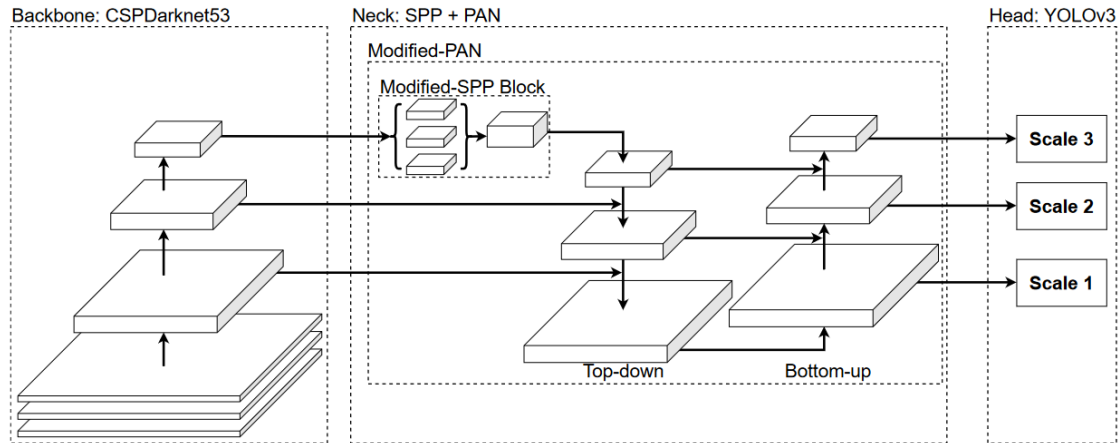 Backbone: CSPDarknet53
Neck: SPP + PAN
Head: YOLOv3
Modified-PAN
Modified-SPP Block
Scale 3
Scale 2
Scale 1
Top-down
Bottom-up